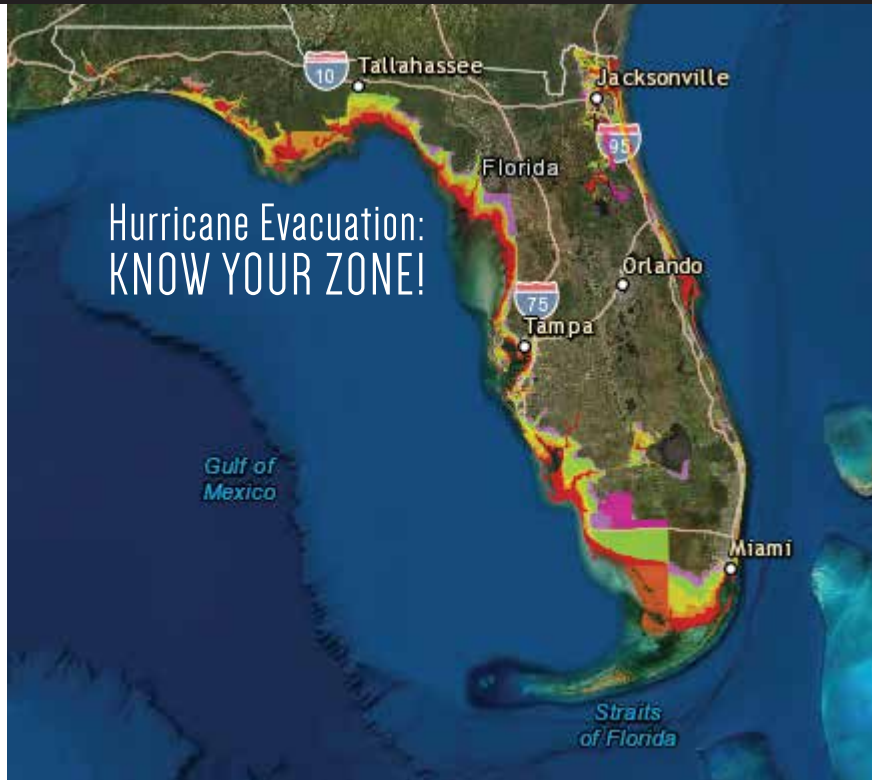 10
Tallahassee
Jacksonville
95
Florida
Hurricane Evacuation:
KNOW YOUR ZONE!
Orlando
75
Tampa
Gulf of
Mexico
Miami
Straits
of Florida